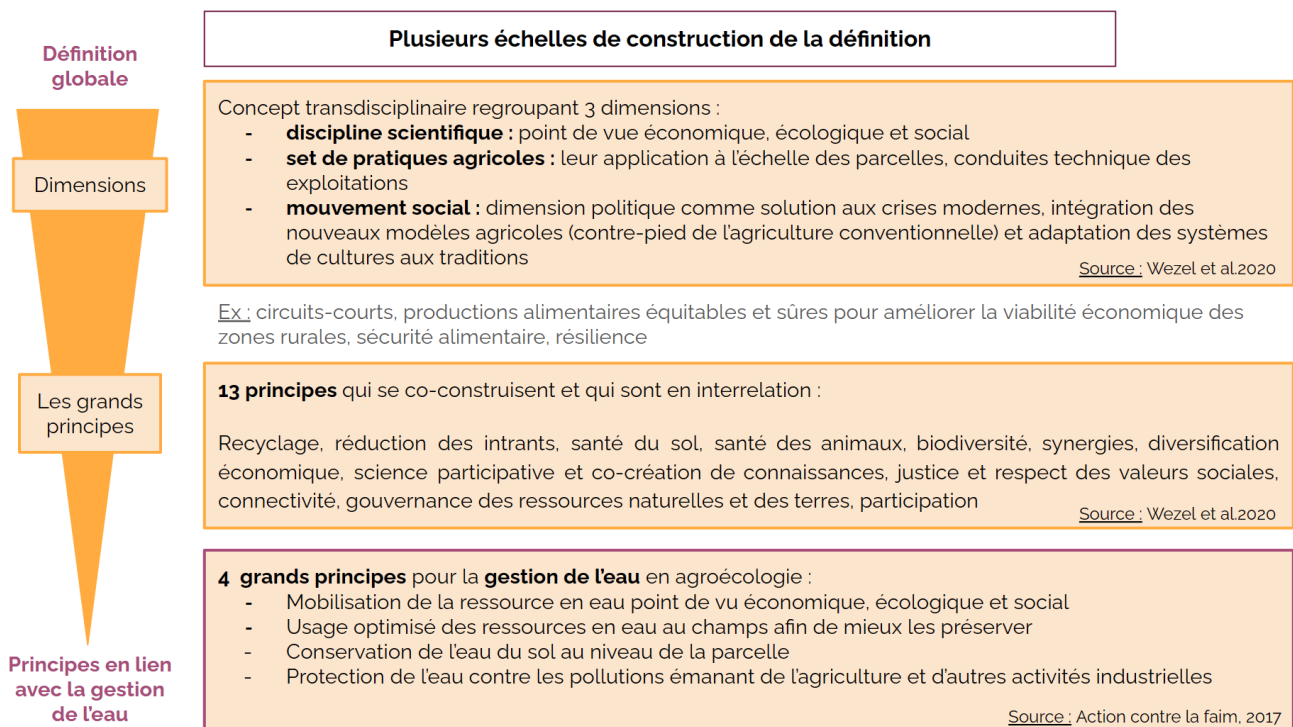 Plusieurs échelles de construction de la définition
Définition
globale
Dimensions
Concept transdisciplinaire regroupant 3 dimensions :
- discipline scientifique : point de vue économique, écologique et social
- set de pratiques agricoles : leur application à l'échelle des parcelles, conduites technique des
exploitations
- mouvement social : dimension politique comme solution aux crises modernes, intégration des
nouveaux modèles agricoles (contre-pied de l'agriculture conventionnelle) et adaptation des systèmes
de cultures aux traditions
Source : Wezel et al.2020
Ex : circuits-courts, productions alimentaires équitables et sûres pour améliorer la viabilité économique des
zones rurales, sécurité alimentaire, résilience
Les grands
principes
13 principes qui se co-construisent et qui sont en interrelation :
Recyclage, réduction des intrants, santé du sol, santé des animaux, biodiversité, synergies, diversification
économique, science participative et co-création de connaissances, justice et respect des valeurs sociales,
connectivité, gouvernance des ressources naturelles et des terres, participation
Source : Wezel et al.2020
Principes en lien
avec la gestion
de l'eau
4 grands principes pour la gestion de l'eau en agroécologie :
- Mobilisation de la ressource en eau point de vu économique, écologique et social
- Usage optimisé des ressources en eau au champs afin de mieux les préserver
- Conservation de l'eau du sol au niveau de la parcelle
- Protection de l'eau contre les pollutions émanant de l'agriculture et d'autres activités industrielles
Source : Action contre la faim, 2017